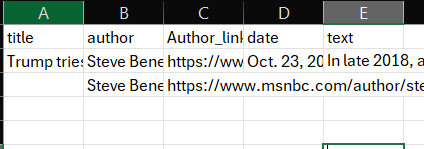 A B C D E
title author Author_link date text
Trump tries Steve Bene https://ww Oct. 23, 20 In late 2018, a
Steve Bene https://www.msnbc.com/author/ste